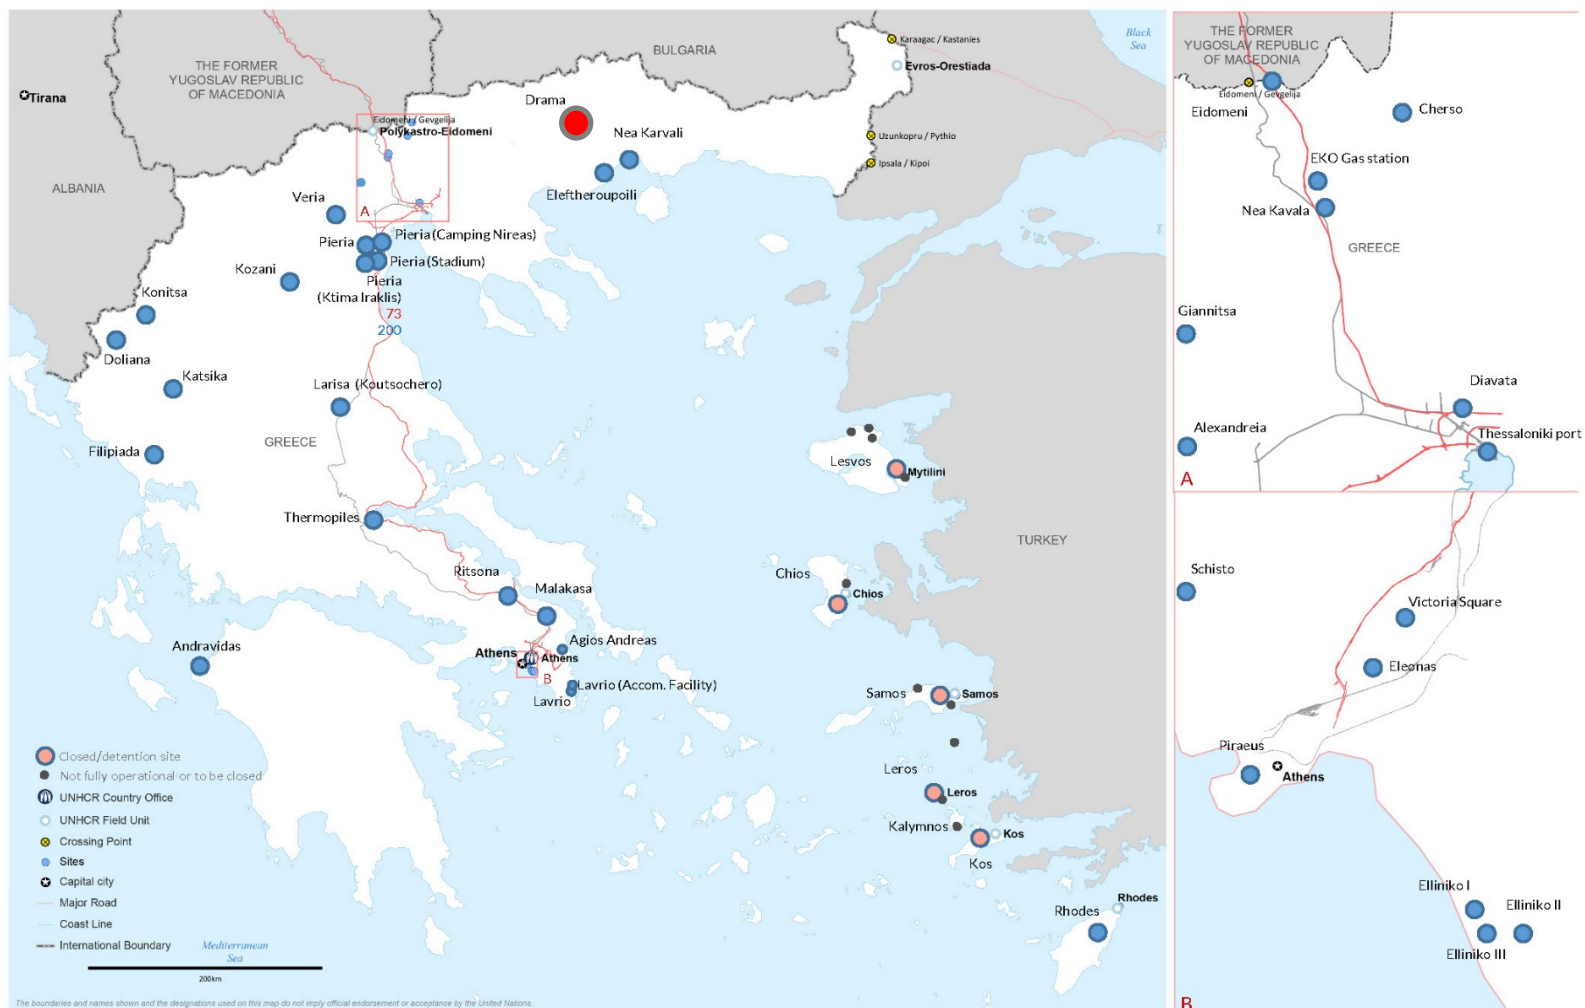 BULGARIA
Black
Sea
Karaagac / Kastanies
Evros-Orestiada
THE FORMER
YUGOSLAV REPUBLIC
OF MACEDONIA
Tirana
Drama
Eidomeni / Gevgelija
Polykastro-Eidomeni
Nea Karvali
Uzunkopru / Pythio
Ipsala / Kipoi
ALBANIA
Eleftheroupoili
Veria
A
Pieria
Pieria (Camping Nireas)
Pieria (Stadium)
Kozani
Pieria
(Ktima Iraklis)
73
200
Konitsa
Doliana
Katsika
Larisa (Koutsochero)
GREECE
Filipiada
Lesvos
Mytilini
Thermopiles
TURKEY
Ritsona
Malakasa
Chios
Chios
Andravidas
Agios Andreas
Athens
Athens
B
Lavrio (Accom. Facility)
Lavrio
Samos
Samos
Leros
Leros
Kalymnos
Kos
Kos
Rhodes
Rhodes
Closed/detention site
Not fully operational or to be closed
UNHCR Country Office
UNHCR Field Unit
Crossing Point
Sites
Capital city
Major Road
Coast Line
International Boundary
Mediterranean
Sea
200km
The boundaries and names shown and the designations used on this map do not imply official endorsement or acceptance by the United Nations.
THE FORMER
YUGOSLAV REPUBLIC
OF MACEDONIA
Eidomeni / Gevgelija
Eidomeni
Cherso
EKO Gas station
Nea Kavala
GREECE
Giannitsa
Diavata
Alexandreia
Thessaloniki port
A
Schisto
Victoria Square
Eleonas
Piraeus
Athens
Elliniko I
Elliniko II
Elliniko III
B